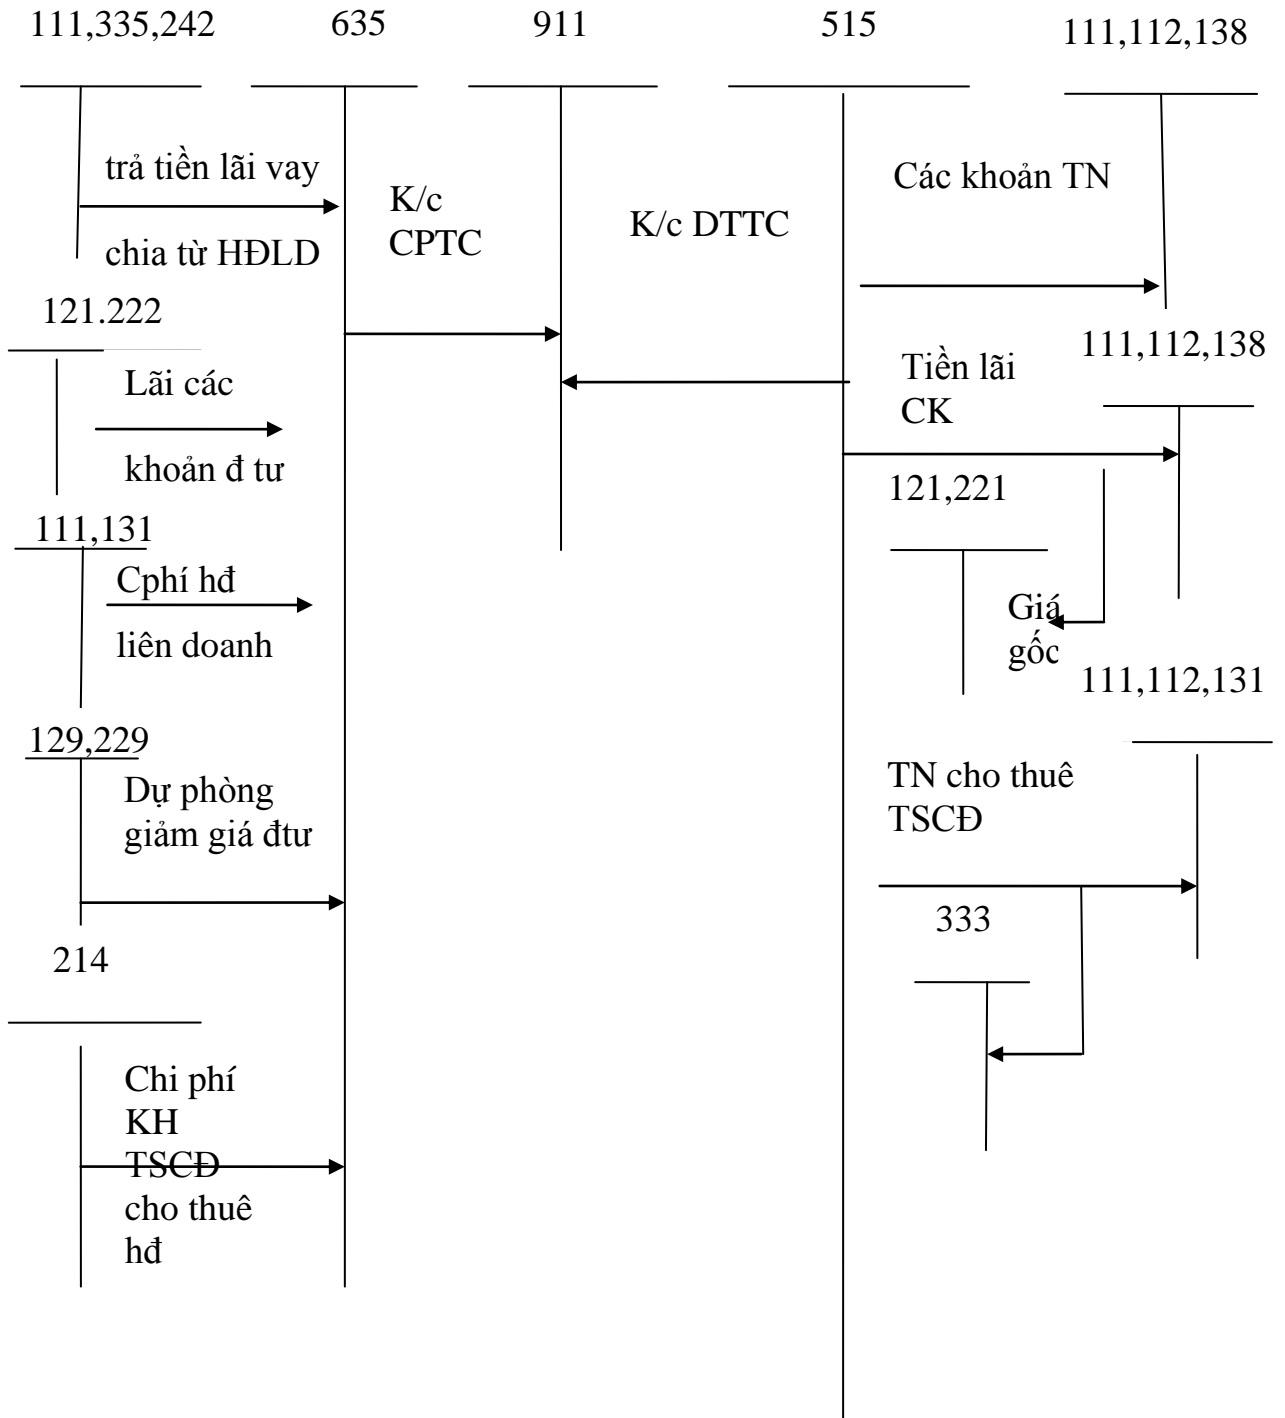 111,335,242
635
911
515
111,112,138
trả tiền lãi vay
chia từ HĐLD
K/c
CPTC
K/c DTTC
Các khoản TN
121.222
Lãi các
khoản đ tư
Tiền lãi
CK
111,112,138
121,221
111,131
Cphí hđ
liên doanh
Giá
gốc
111,112,131
129,229
Dự phòng
giảm giá đtư
TN cho thuê
TSCĐ
333
214
Chi phí
KH
TSCĐ
cho thuê
hđ